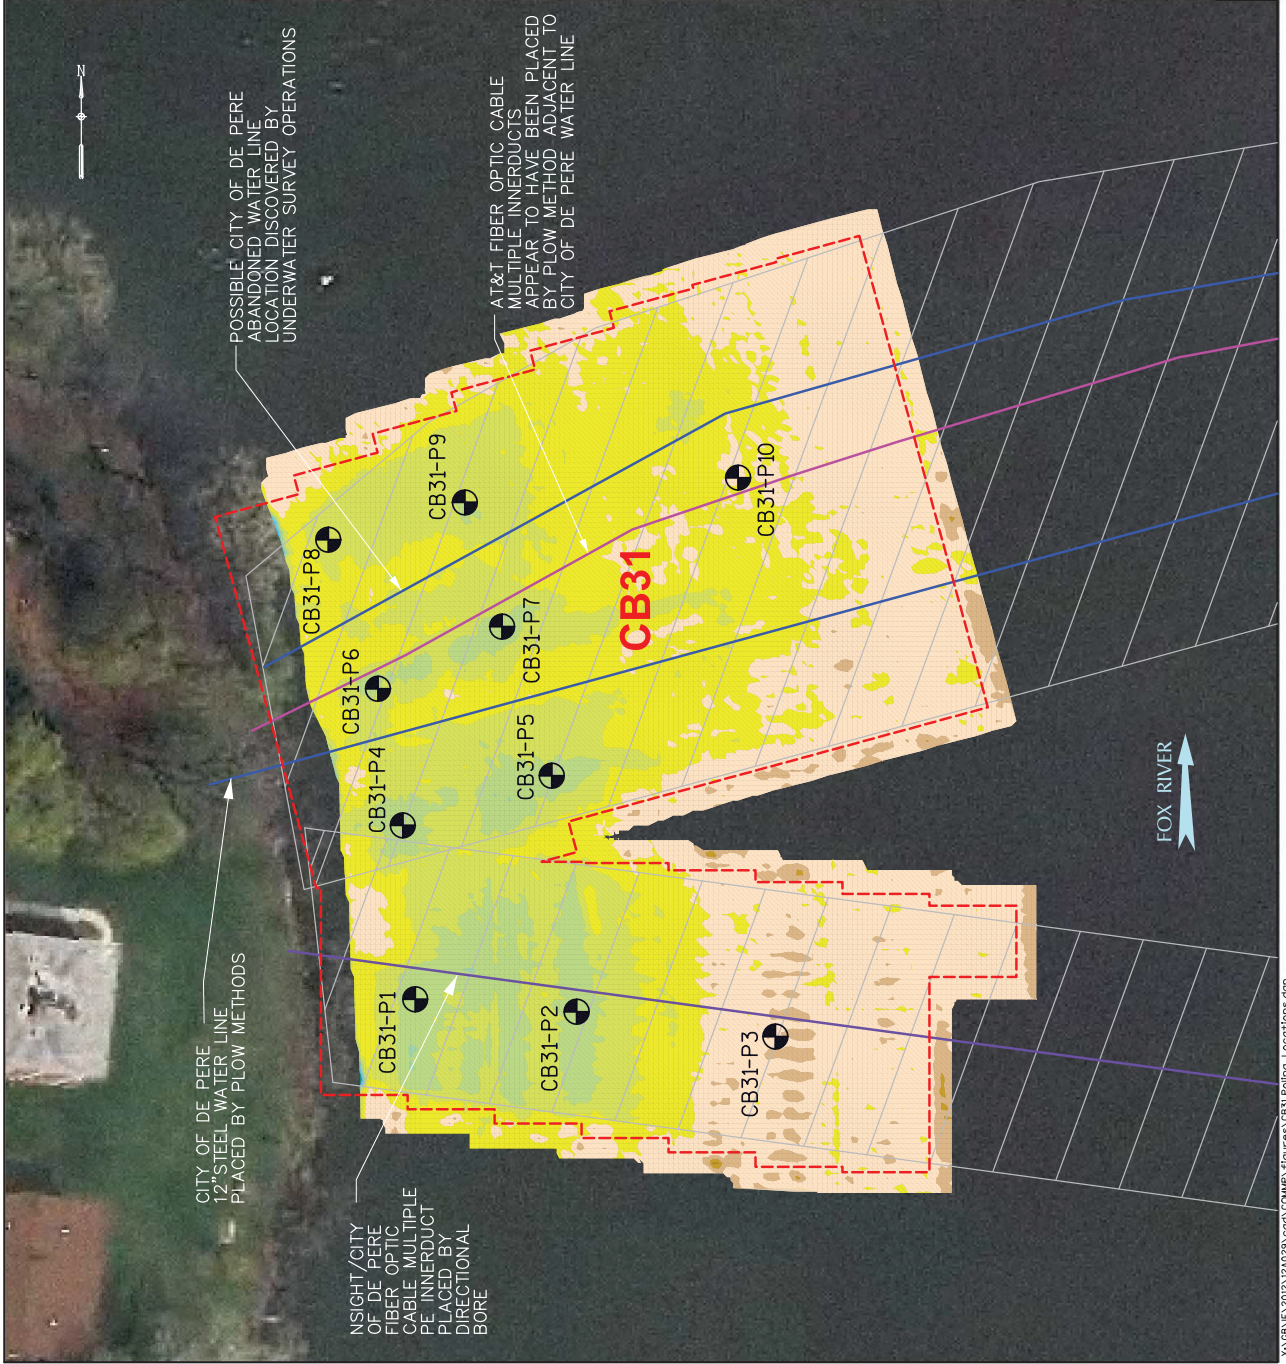 N
POSSIBLE CITY OF DE PERE
ABANDONED WATER LINE
LOCATION DISCOVERED BY
UNDERWATER SURVEY OPERATIONS
AT&T FIBER OPTIC CABLE
MULTIPLE INNERDUCTS
APPEAR TO HAVE BEEN PLACED
BY PLOW METHOD ADJACENT TO
CITY OF DE PERE WATER LINE
CB31-P8
CB31-P9
CB31-P6
CB31-P7
CB31-P10
CB31
CB31-P4
CB31-P5
FOX RIVER
CITY OF DE PERE
12"STEEL WATER LINE
PLACED BY PLOW METHODS
CB31-P1
CB31-P2
CB31-P3
NSIGHT/CITY
OF DE PERE
FIBER OPTIC
CABLE MULTIPLE
PE INNERDUCT
PLACED BY
DIRECTIONAL
BORE